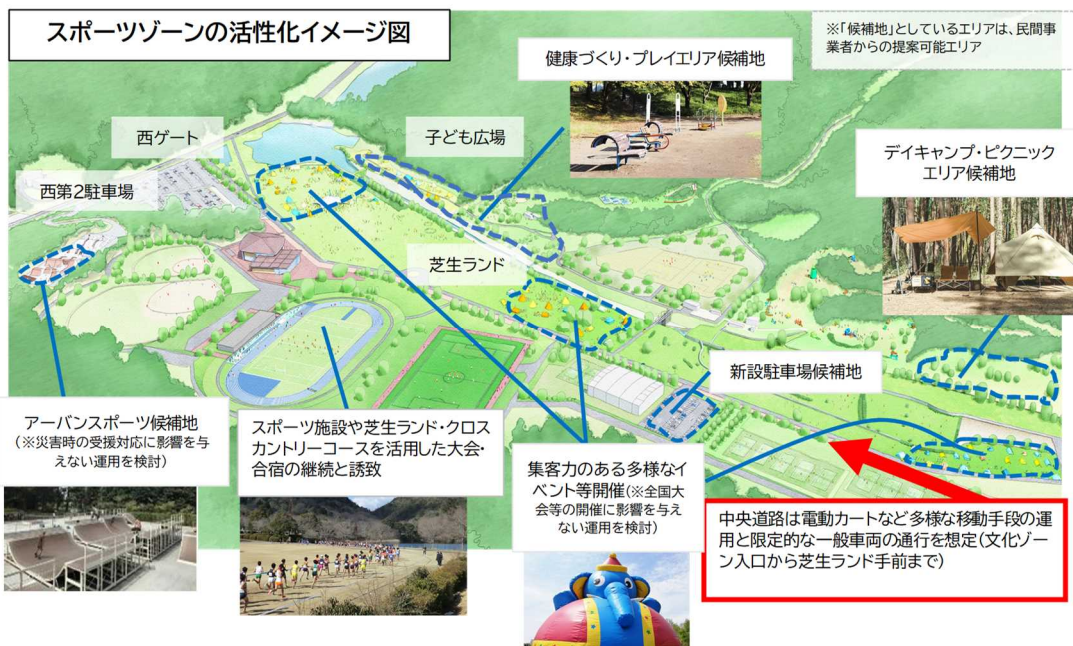 スポーツゾーンの活性化イメージ図
※「候補地」としているエリアは、民間事
業者からの提案可能エリア
健康づくり・プレイエリア候補地
西ゲート
子ども広場
デイキャンプ・ピクニック
エリア候補地
西第2駐車場
芝生ランド
新設駐車場候補地
アーバンスポーツ候補地
(※災害時の受援対応に影響を与
えない運用を検討)
スポーツ施設や芝生ランド・クロス
カントリーコースを活用した大会・
合宿の継続と誘致
集客力のある多様なイ
ベント等開催(※全国大
会等の開催に影響を与え
ない運用を検討)
中央道路は電動カートなど多様な移動手段の運
用と限定的な一般車両の通行を想定(文化ゾー
ン入口から芝生ランド手前まで)